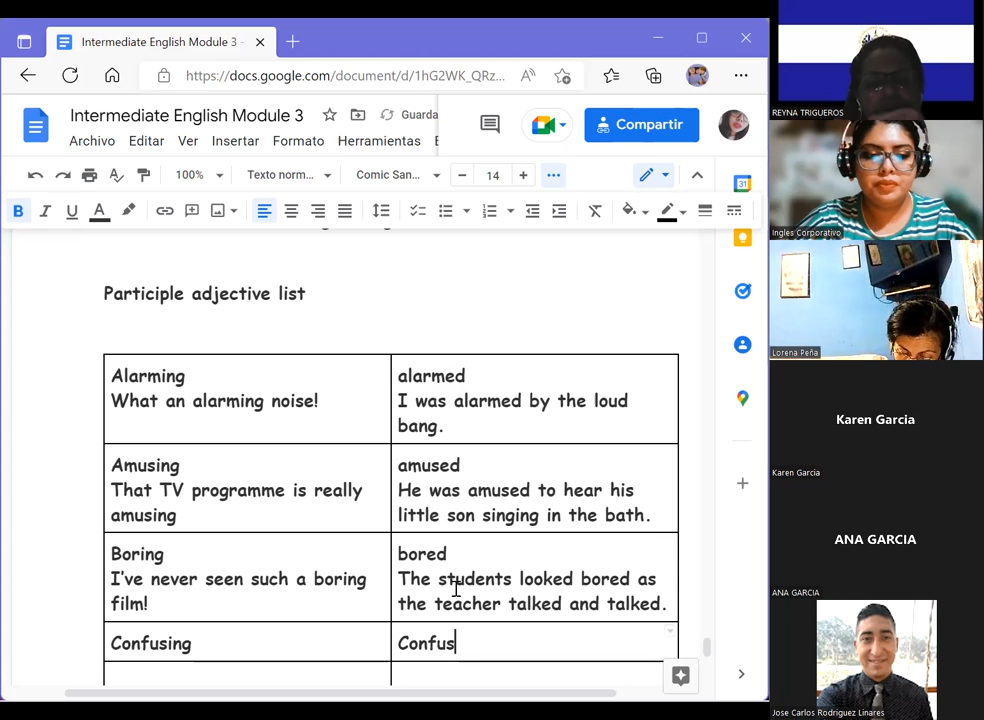 Intermediate English Module 3 -
https://docs.google.com/document/d/1hG2WK_QRz...
Intermediate English Module 3
Guarda
Archivo Editar Ver Insertar Formato Herramientas
Compartir
100% Texto norm... Comic San... 14
Participle adjective list
Alarming
What an alarming noise!
alarmed
I was alarmed by the loud
bang.
Amusing
That TV programme is really
amusing
amused
He was amused to hear his
little son singing in the bath.
Boring
I've never seen such a boring
film!
bored
The students looked bored as
the teacher talked and talked.
Confusing
Confus
REYNA TRIGUEROS
Ingles Corporativo
Lorena Peña
Karen Garcia
Karen Garcia
ANA GARCIA
ANA GARCIA
Jose Carlos Rodriguez Linares